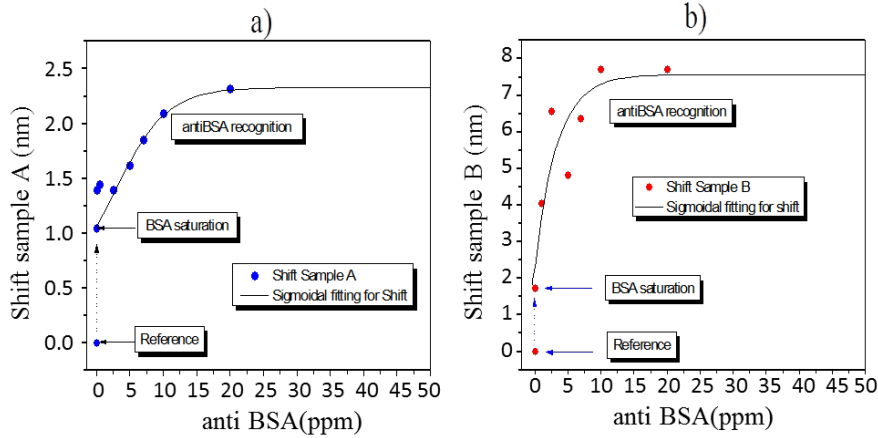 a)
Shift sample A (nm)
2.5
2.0
1.5
1.0
0.5
0.0
antiBSA recognition
BSA saturation
Shift Sample A
Sigmoidal fitting for Shift
Reference
0 5 10 15 20 25 30 35 40 45 50
anti BSA(ppm)
b)
Shift sample B (nm)
8
7
6
5
4
3
2
1
0
antiBSA recognition
Shift Sample B
Sigmoidal fitting for shift
BSA saturation
Reference
0 5 10 15 20 25 30 35 40 45 50
anti BSA(ppm)